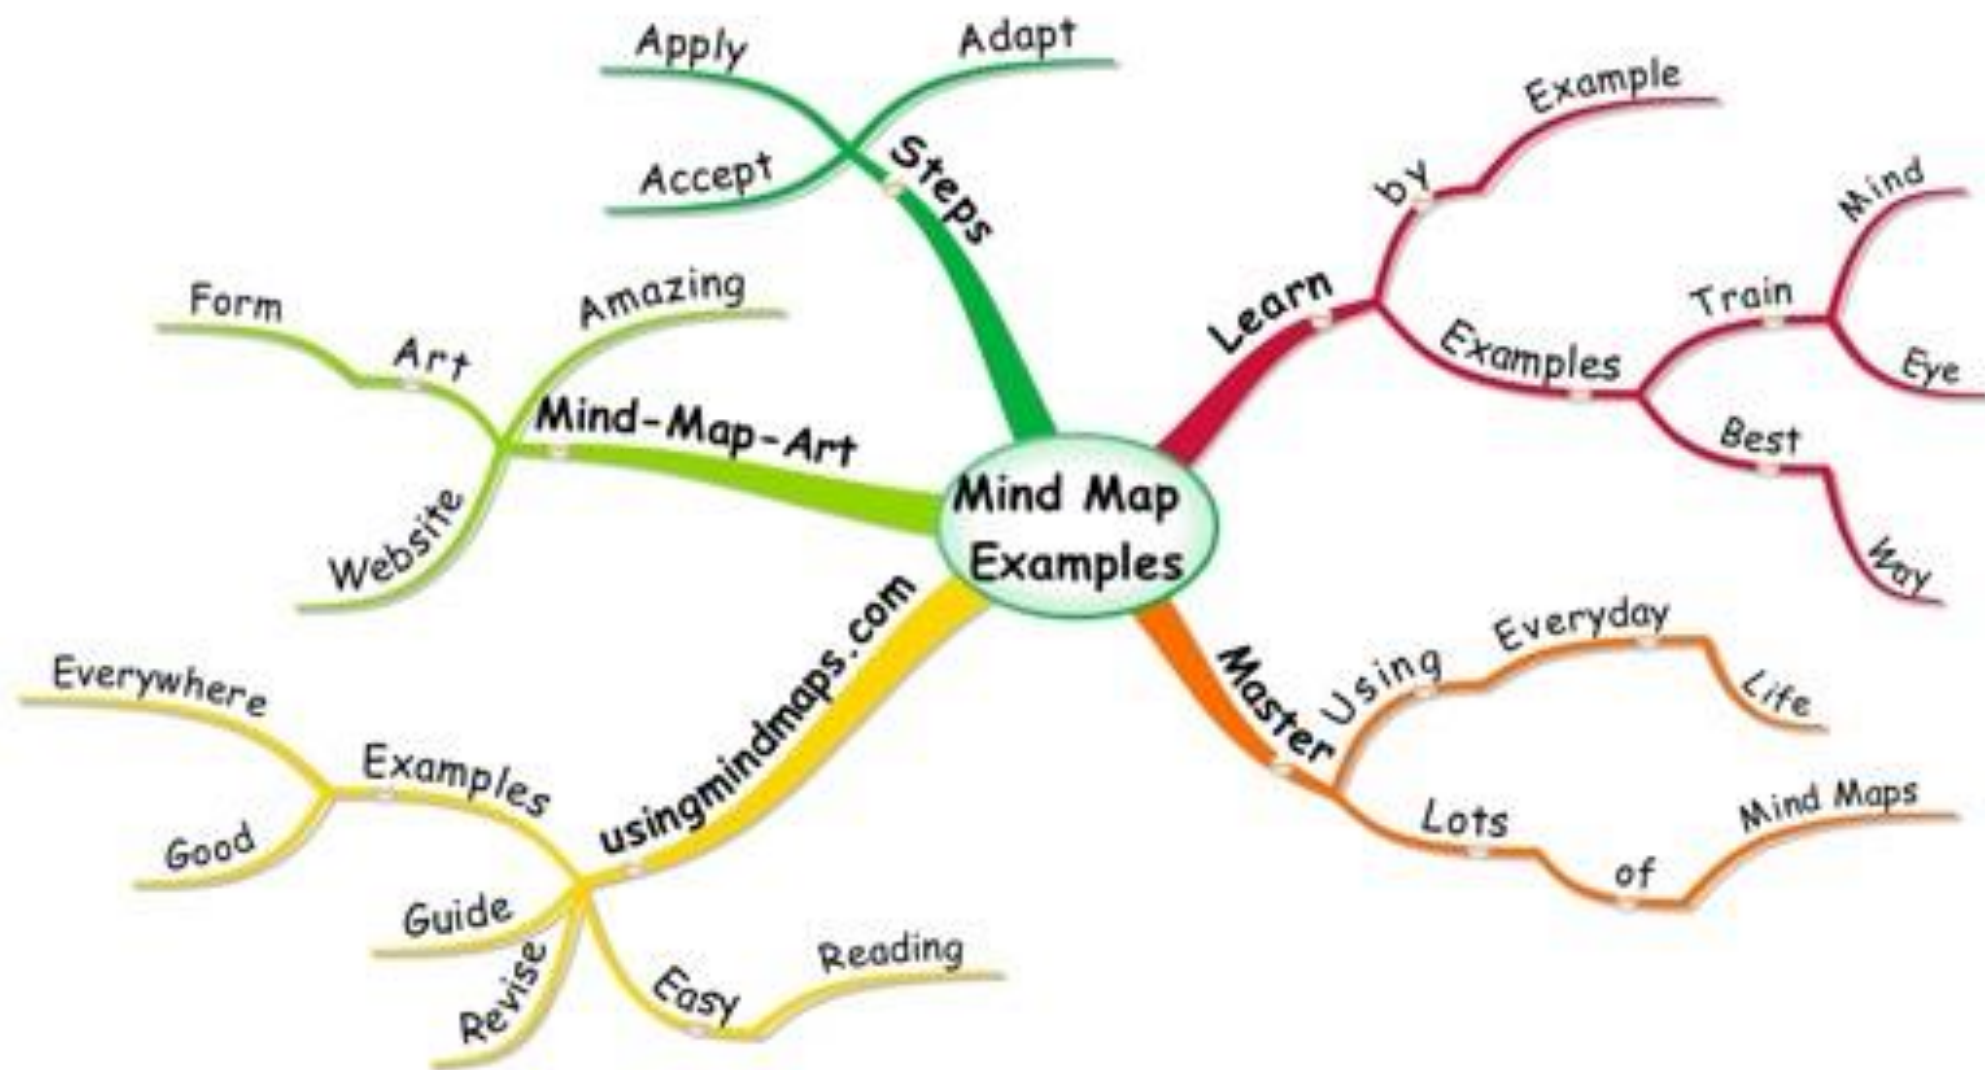 Mind Map
Examples
Steps
Apply
Adapt
Accept
Learn
by
Example
Examples
Train
Mind
Eye
Best
Way
Master
Using
Everyday
Life
Lots
of
Mind Maps
usingmindmaps.com
Examples
Everywhere
Good
Guide
Revise
Easy
Reading
Mind-Map-Art
Amazing
Art
Form
Website